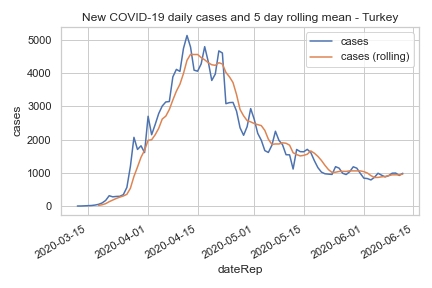 New COVID-19 daily cases and 5 day rolling mean - Turkey
cases
cases (rolling)
5000
4000
3000
2000
1000
0
cases
2020-03-15
2020-04-01
2020-04-15
2020-05-01
2020-05-15
2020-06-01
2020-06-15
dateRep